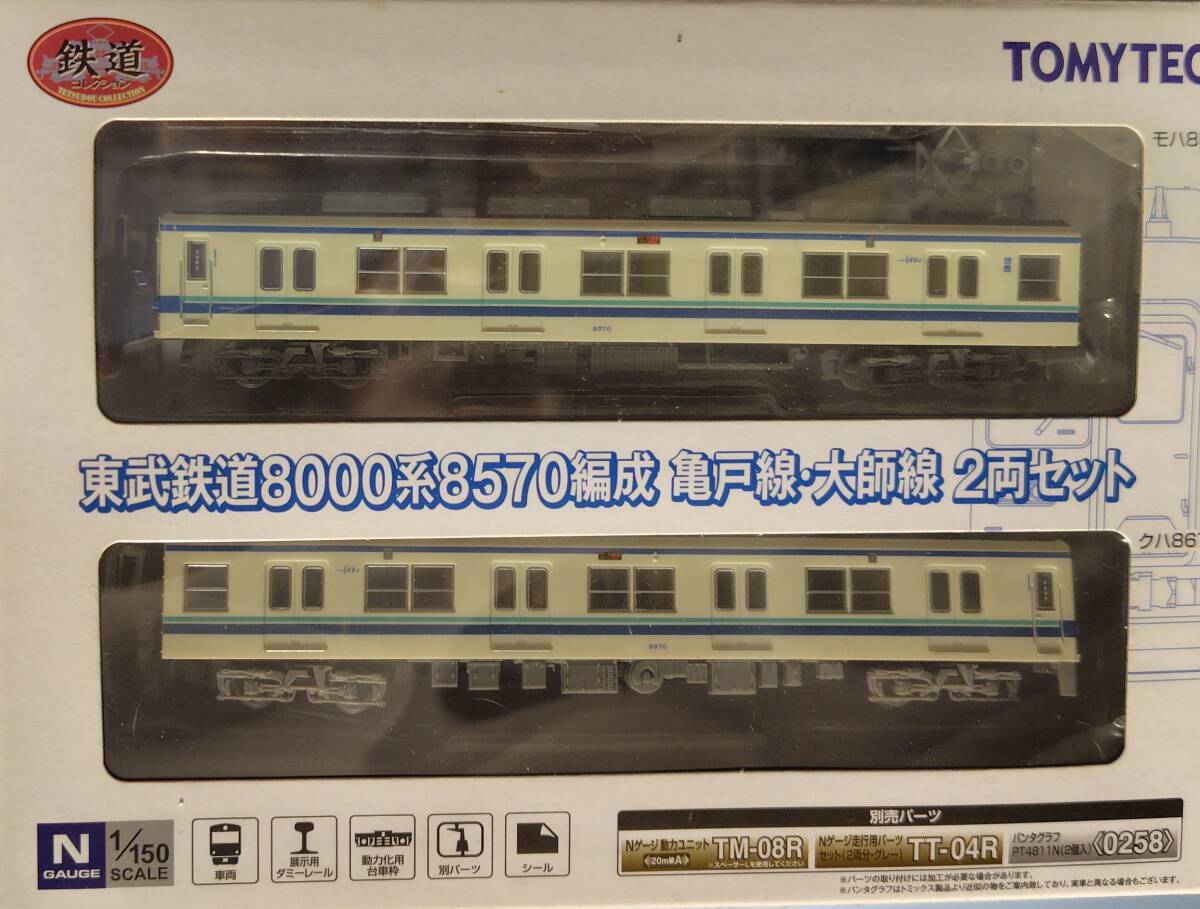 鉄道
コレクション
TETSUDOU COLLECTION
TOMYTEC
モハ85
8570
東武鉄道8000系8570編成 亀戸線・大師線 2両セット
クハ867
8670
N
GAUGE
1/150
SCALE
車両
展示用
ダミーレール
動力化用
台車枠
別パーツ
シール
別売パーツ
Nゲージ 動力ユニット TM-08R
《20m級A》
※スペーサーLを使用してください
Nゲージ走行用パーツ
セット(2両分・グレー) TT-04R
パンタグラフ
PT4811N(2個入) 《0258》
※パーツの取り付けには加工が必要な場合があります。
※パンタグラフはトミックス製品より近似の物をご案内しており、実車と異なる場合もございます。